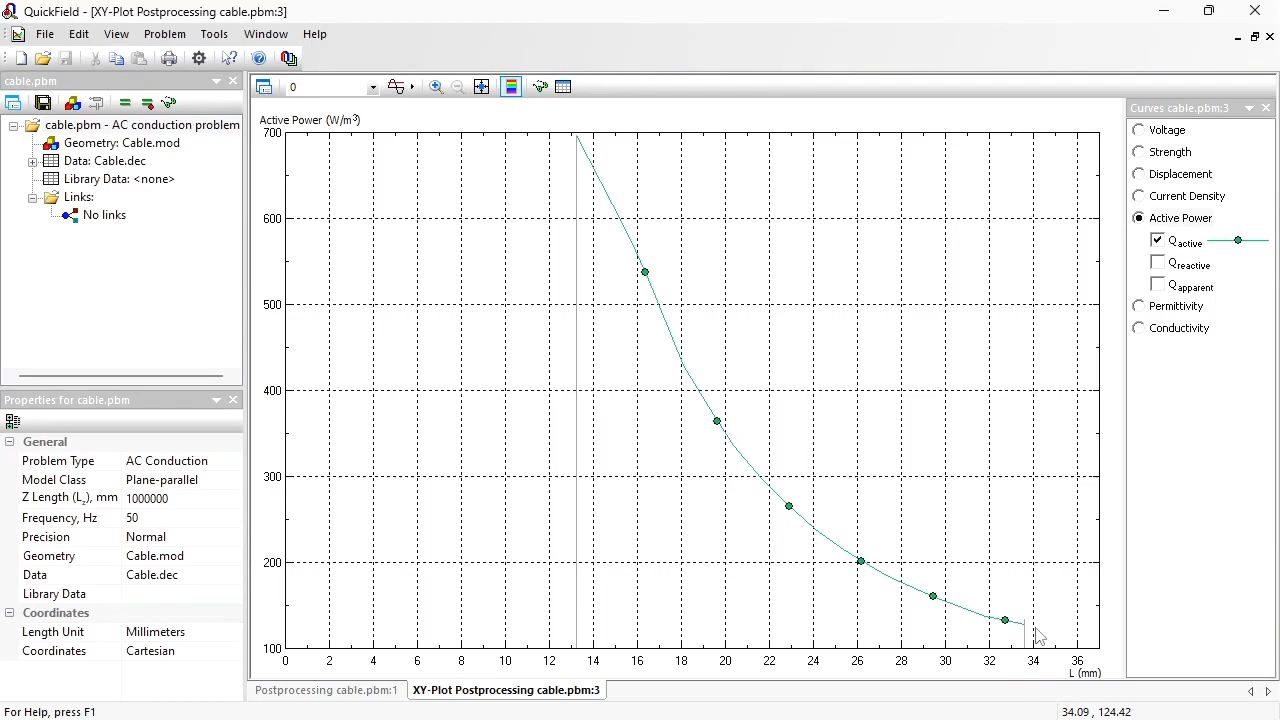 QuickField - [XY-Plot Postprocessing cable.pbm:3]
File Edit View Problem Tools Window Help
cable.pbm
cable.pbm - AC conduction problem
Geometry: Cable.mod
Data: Cable.dec
Library Data: <none>
Links:
No links
Properties for cable.pbm
General
Problem Type AC Conduction
Model Class Plane-parallel
Z Length (Lz), mm 1000000
Frequency, Hz 50
Precision Normal
Geometry Cable.mod
Data Cable.dec
Library Data
Coordinates
Length Unit Millimeters
Coordinates Cartesian
0
Active Power (W/m³)
700
600
500
400
300
200
100
0 2 4 6 8 10 12 14 16 18 20 22 24 26 28 30 32 34 36
L (mm)
Postprocessing cable.pbm:1 XY-Plot Postprocessing cable.pbm:3
Curves cable.pbm:3
Voltage
Strength
Displacement
Current Density
Active Power
Qactive
Qreactive
Qapparent
Permittivity
Conductivity
For Help, press F1
34.09 , 124.42